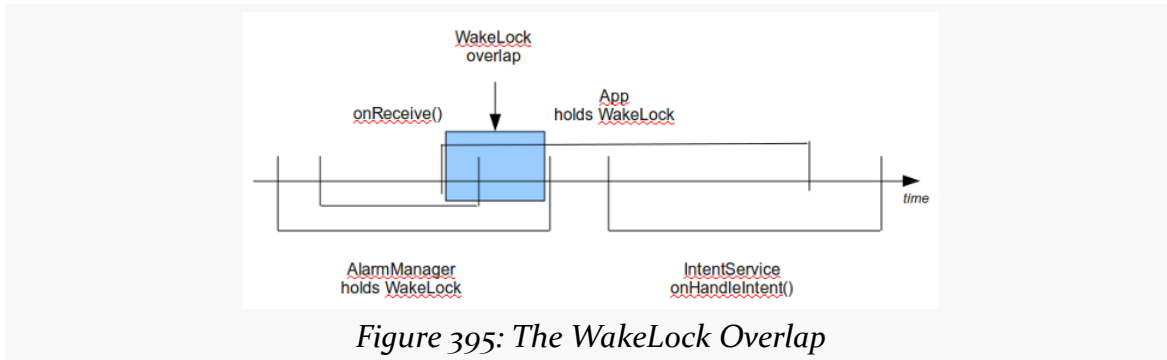 WakeLock
overlap
onReceive()
App
holds WakeLock
time
AlarmManager
holds WakeLock
IntentService
onHandleIntent()
Figure 395: The WakeLock Overlap